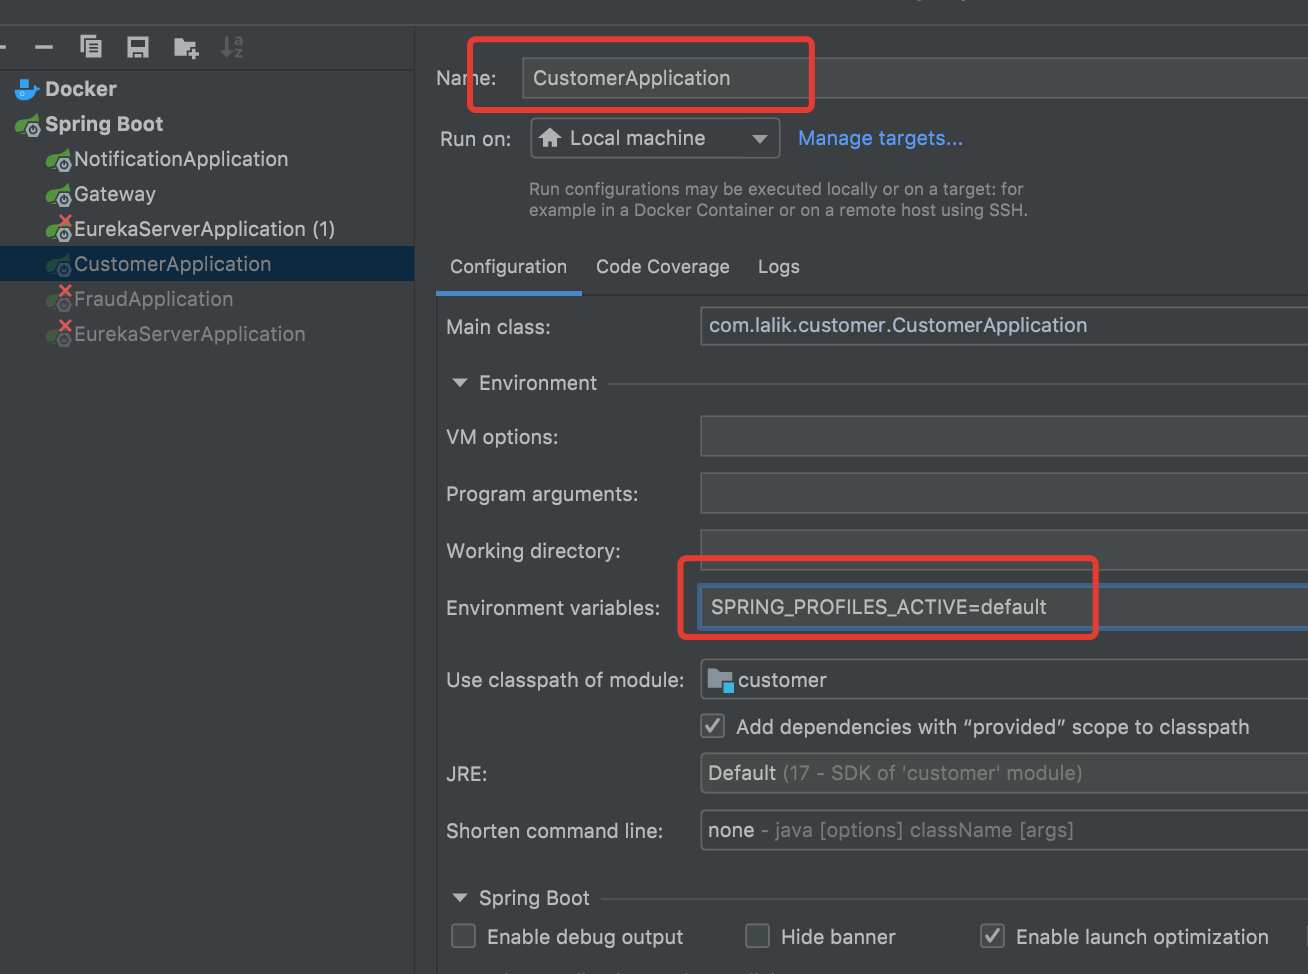 Docker
Spring Boot
NotificationApplication
Gateway
EurekaServerApplication (1)
CustomerApplication
FraudApplication
EurekaServerApplication
Name: CustomerApplication
Run on: Local machine Manage targets...
Run configurations may be executed locally or on a target: for
example in a Docker Container or on a remote host using SSH.
Configuration Code Coverage Logs
Main class: com.lalik.customer.CustomerApplication
Environment
VM options:
Program arguments:
Working directory:
Environment variables: SPRING_PROFILES_ACTIVE=default
Use classpath of module: customer
Add dependencies with “provided” scope to classpath
JRE: Default (17 - SDK of 'customer' module)
Shorten command line: none - java [options] className [args]
Spring Boot
Enable debug output Hide banner Enable launch optimization